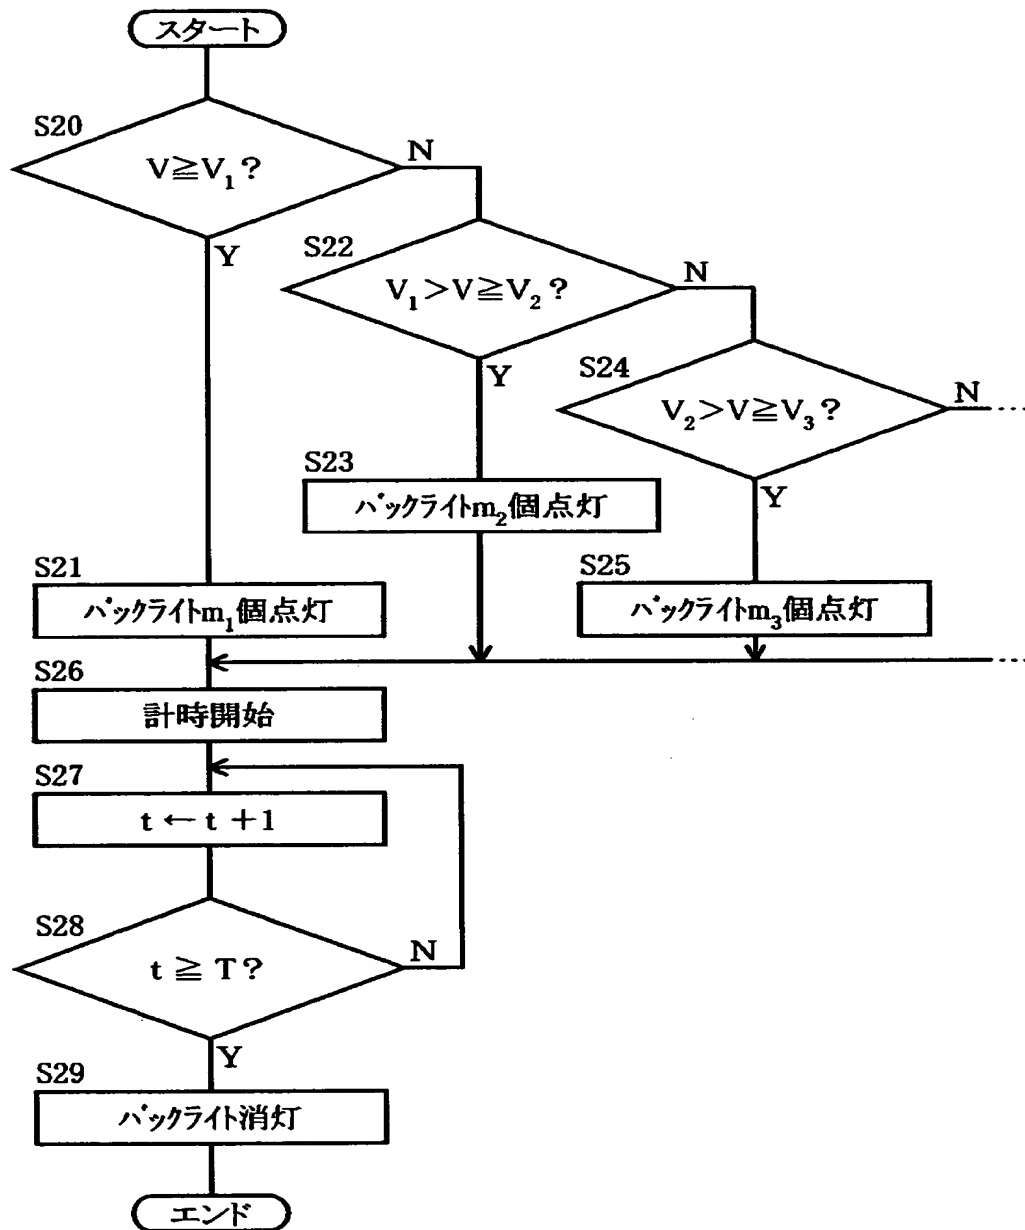 スタート
S20
V≧V₁?
N
Y
S22
V₁>V≧V₂?
N
Y
S24
V₂>V≧V₃?
N
Y
S23
バックライトm₂個点灯
S21
バックライトm₁個点灯
S25
バックライトm₃個点灯
S26
計時開始
S27
t ← t +1
S28
t ≧ T?
N
Y
S29
バックライト消灯
エンド